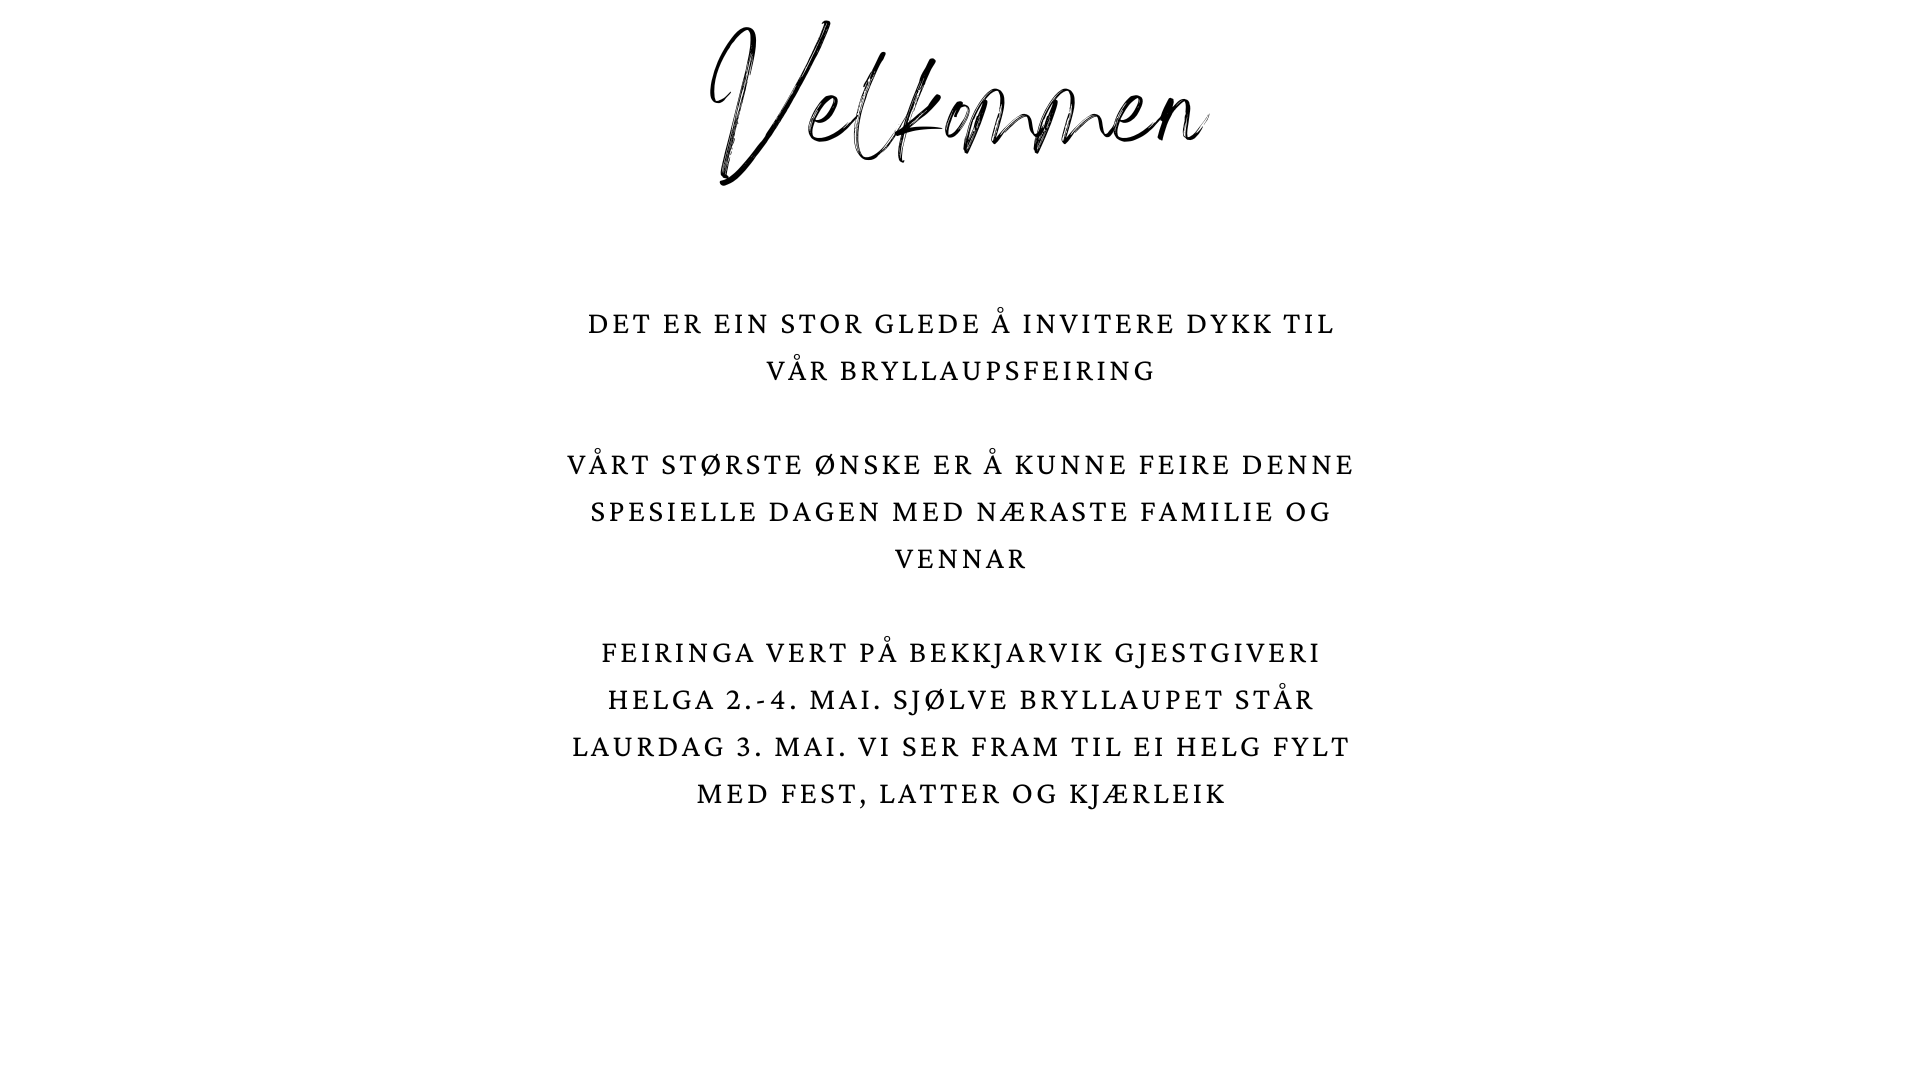 Velkommen
DET ER EIN STOR GLEDE Å INVITERE DYKK TIL
VÅR BRYLLAUPSFEIRING
VÅRT STØRSTE ØNSKE ER Å KUNNE FEIRE DENNE
SPESIELLE DAGEN MED NÆRASTE FAMILIE OG
VENNAR
FEIRINGA VERT PÅ BEKKJARVIK GJESTGIVERI
HELGA 2.-4. MAI. SJØLVE BRYLLAUPET STÅR
LAURDAG 3. MAI. VI SER FRAM TIL EI HELG FYLT
MED FEST, LATTER OG KJÆRLEIK